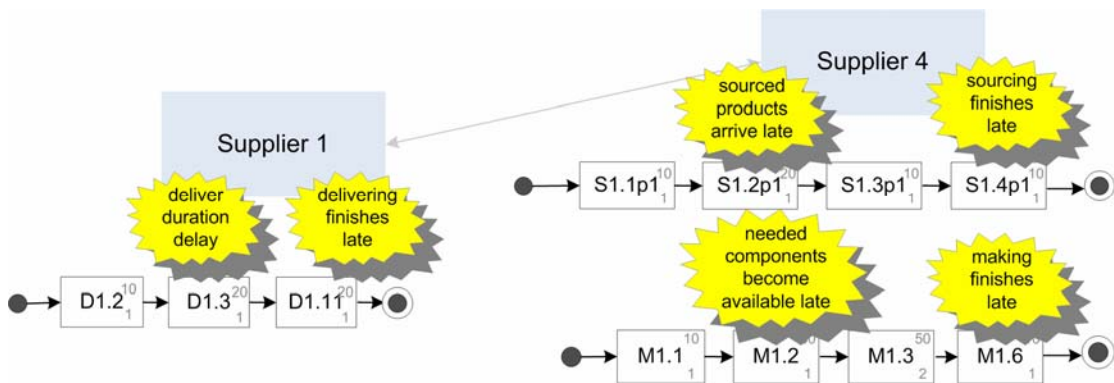 Supplier 4
sourced
products
arrive late
sourcing
finishes
late
Supplier 1
deliver
duration
delay
delivering
finishes
late
S1.1p1 10 1
S1.2p1 20 1
S1.3p1 10 1
S1.4p1 10 1
needed
components
become
available late
making
finishes
late
D1.2 10 1
D1.3 20 1
D1.11 20 1
M1.1 10 1
M1.2 1
M1.3 50 2
M1.6 1